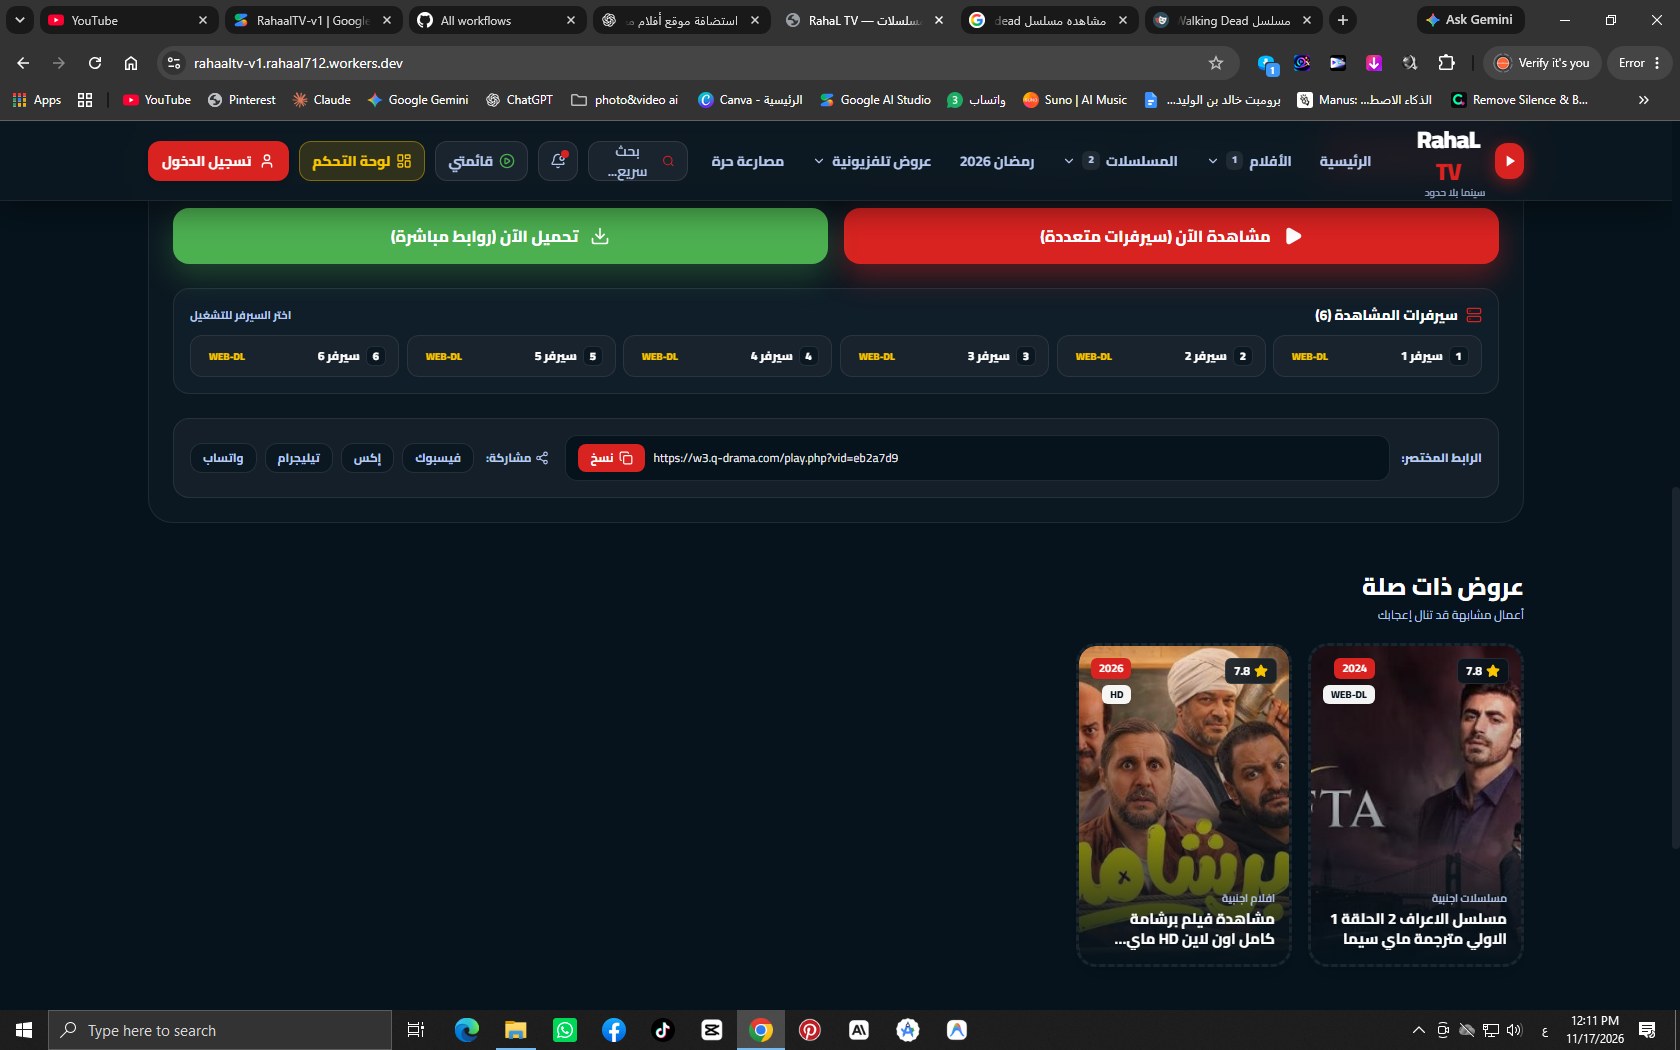 YouTube
RahaalTV-v1 | Google
All workflows
استضافة موقع أفلام
RahaL TV — مسلسلات
مشاهده مسلسل dead
مسلسل Walking Dead
Ask Gemini
rahaaltv-v1.rahaal712.workers.dev
1
Verify it's you
Error
Apps
YouTube
Pinterest
Claude
Google Gemini
ChatGPT
photo&video ai
Canva - الرئيسية
Google AI Studio
3
واتساب
Suno | AI Music
برومبت خالد بن الوليد...
Manus: الذكاء الاصط...
Remove Silence & B...
RahaL
TV
سينما بلا حدود
الرئيسية
الأفلام 1
المسلسلات 2
رمضان 2026
عروض تلفزيونية
مصارعة حرة
بحث
سريع...
قائمتي
لوحة التحكم
تسجيل الدخول
مشاهدة الآن (سيرفرات متعددة)
تحميل الآن (روابط مباشرة)
سيرفرات المشاهدة (6)
اختر السيرفر للتشغيل
1 سيرفر 1 WEB-DL
2 سيرفر 2 WEB-DL
3 سيرفر 3 WEB-DL
4 سيرفر 4 WEB-DL
5 سيرفر 5 WEB-DL
6 سيرفر 6 WEB-DL
الرابط المختصر:
https://w3.q-drama.com/play.php?vid=eb2a7d9
نسخ
مشاركة:
فيسبوك
إكس
تيليجرام
واتساب
عروض ذات صلة
أعمال مشابهة قد تنال إعجابك
7.8
2024
WEB-DL
FTA
مسلسلات اجنبية
مسلسل الاعراف 2 الحلقة 1
الاولي مترجمة ماي سيما
7.8
2026
HD
برشامة
افلام اجنبية
مشاهدة فيلم برشامة
كامل اون لاين HD ماي...
Type here to search
ع
12:11 PM
11/17/2026